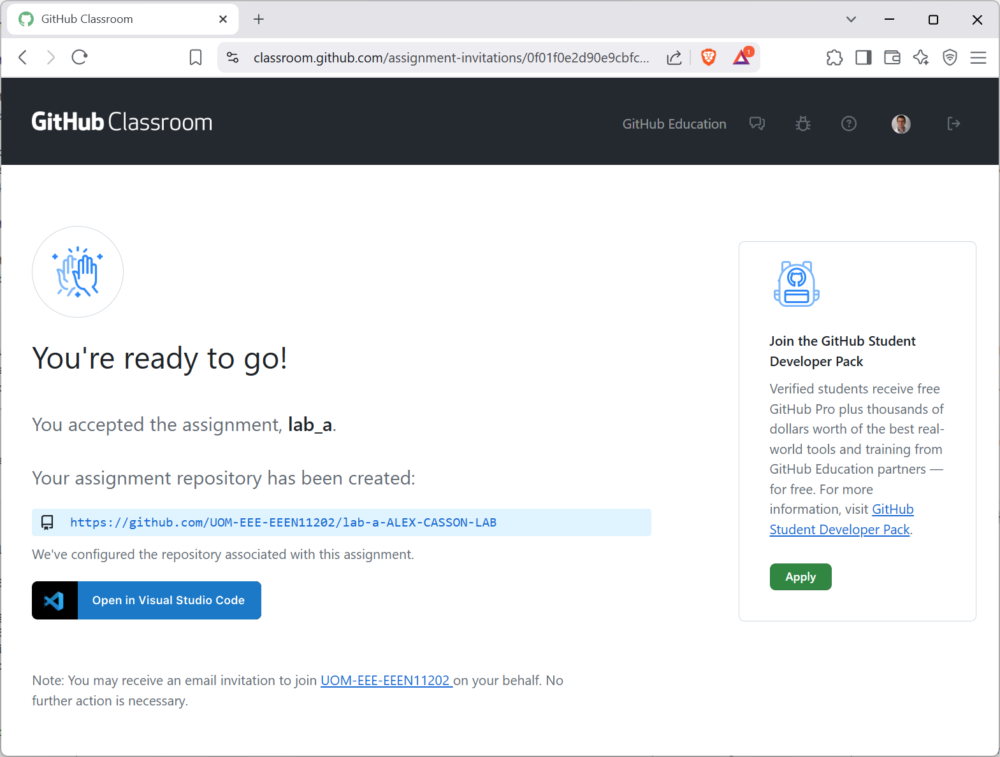 GitHub Classroom
classroom.github.com/assignment-invitations/0f01f0e2d90e9cbfc...
1
GitHub Classroom
GitHub Education
You're ready to go!
You accepted the assignment, lab_a.
Your assignment repository has been created:
https://github.com/UOM-EEE-EEEN11202/lab-a-ALEX-CASSON-LAB
We've configured the repository associated with this assignment.
Open in Visual Studio Code
Note: You may receive an email invitation to join UOM-EEE-EEEN11202 on your behalf. No
further action is necessary.
Join the GitHub Student
Developer Pack
Verified students receive free
GitHub Pro plus thousands of
dollars worth of the best real-
world tools and training from
GitHub Education partners —
for free. For more
information, visit GitHub
Student Developer Pack.
Apply